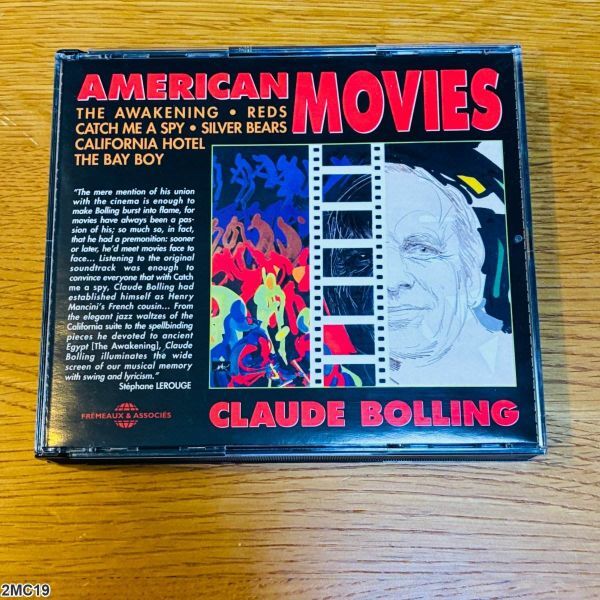 AMERICAN MOVIES
THE AWAKENING • REDS
CATCH ME A SPY • SILVER BEARS
CALIFORNIA HOTEL
THE BAY BOY
"The mere mention of his union
with the cinema is enough to
make Bolling burst into flame, for
movies have always been a pas-
sion of his; so much so, in fact,
that he had a premonition: sooner
or later, he'd meet movies face to
face... Listening to the original
soundtrack was enough to
convince everyone that with Catch
me a spy, Claude Bolling had
established himself as Henry
Mancini's French cousin... From
the elegant jazz waltzes of the
California suite to the spellbinding
pieces he devoted to ancient
Egypt [The Awakening], Claude
Bolling illuminates the wide
screen of our musical memory
with swing and lyricism."
Stéphane LEROUGE
FRÉMEAUX & ASSOCIÉS
CLAUDE BOLLING
2MC19